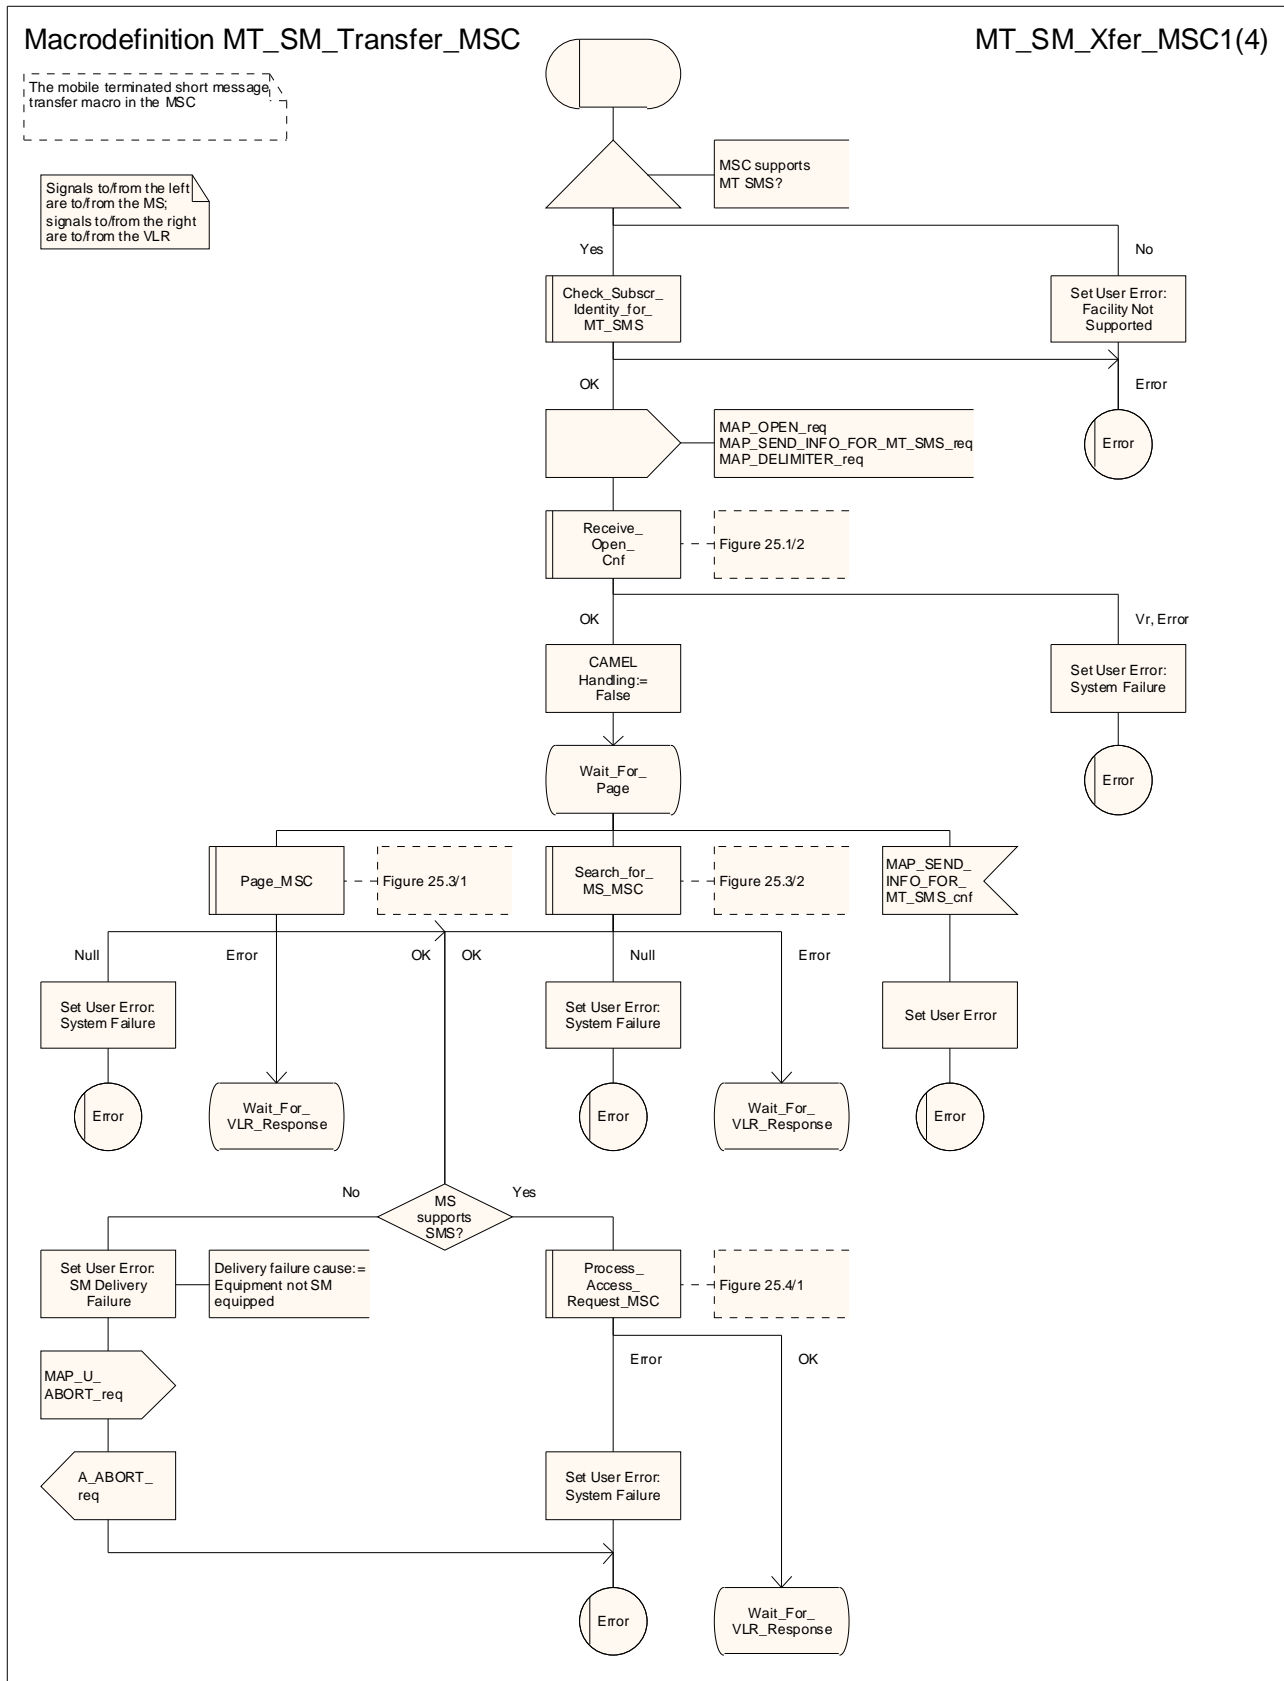 Macrodefinition MT_SM_Transfer_MSC
MT_SM_Xfer_MSC1(4)
The mobile terminated short message
transfer macro in the MSC
Signals to/from the left
are to/from the MS;
signals to/from the right
are to/from the VLR
MSC supports
MT SMS?
Yes
No
Check_Subscr_
Identity_for_
MT_SMS
Set User Error:
Facility Not
Supported
OK
Error
MAP_OPEN_req
MAP_SEND_INFO_FOR_MT_SMS_req
MAP_DELIMITER_req
Error
Receive_
Open_
Cnf
Figure 25.1/2
OK
Vr, Error
CAMEL
Handling:=
False
Set User Error:
System Failure
Wait_For_
Page
Error
Page_MSC
Figure 25.3/1
Search_for_
MS_MSC
Figure 25.3/2
MAP_SEND_
INFO_FOR_
MT_SMS_cnf
Null
Error
OK
OK
Null
Error
Set User Error:
System Failure
Set User Error:
System Failure
Set User Error
Error
Wait_For_
VLR_Response
Error
Wait_For_
VLR_Response
Error
No
MS
supports
SMS?
Yes
Set User Error:
SM Delivery
Failure
Delivery failure cause:=
Equipment not SM
equipped
Process_
Access_
Request_MSC
Figure 25.4/1
Error
OK
MAP_U_
ABORT_req
A_ABORT_
req
Set User Error:
System Failure
Error
Wait_For_
VLR_Response